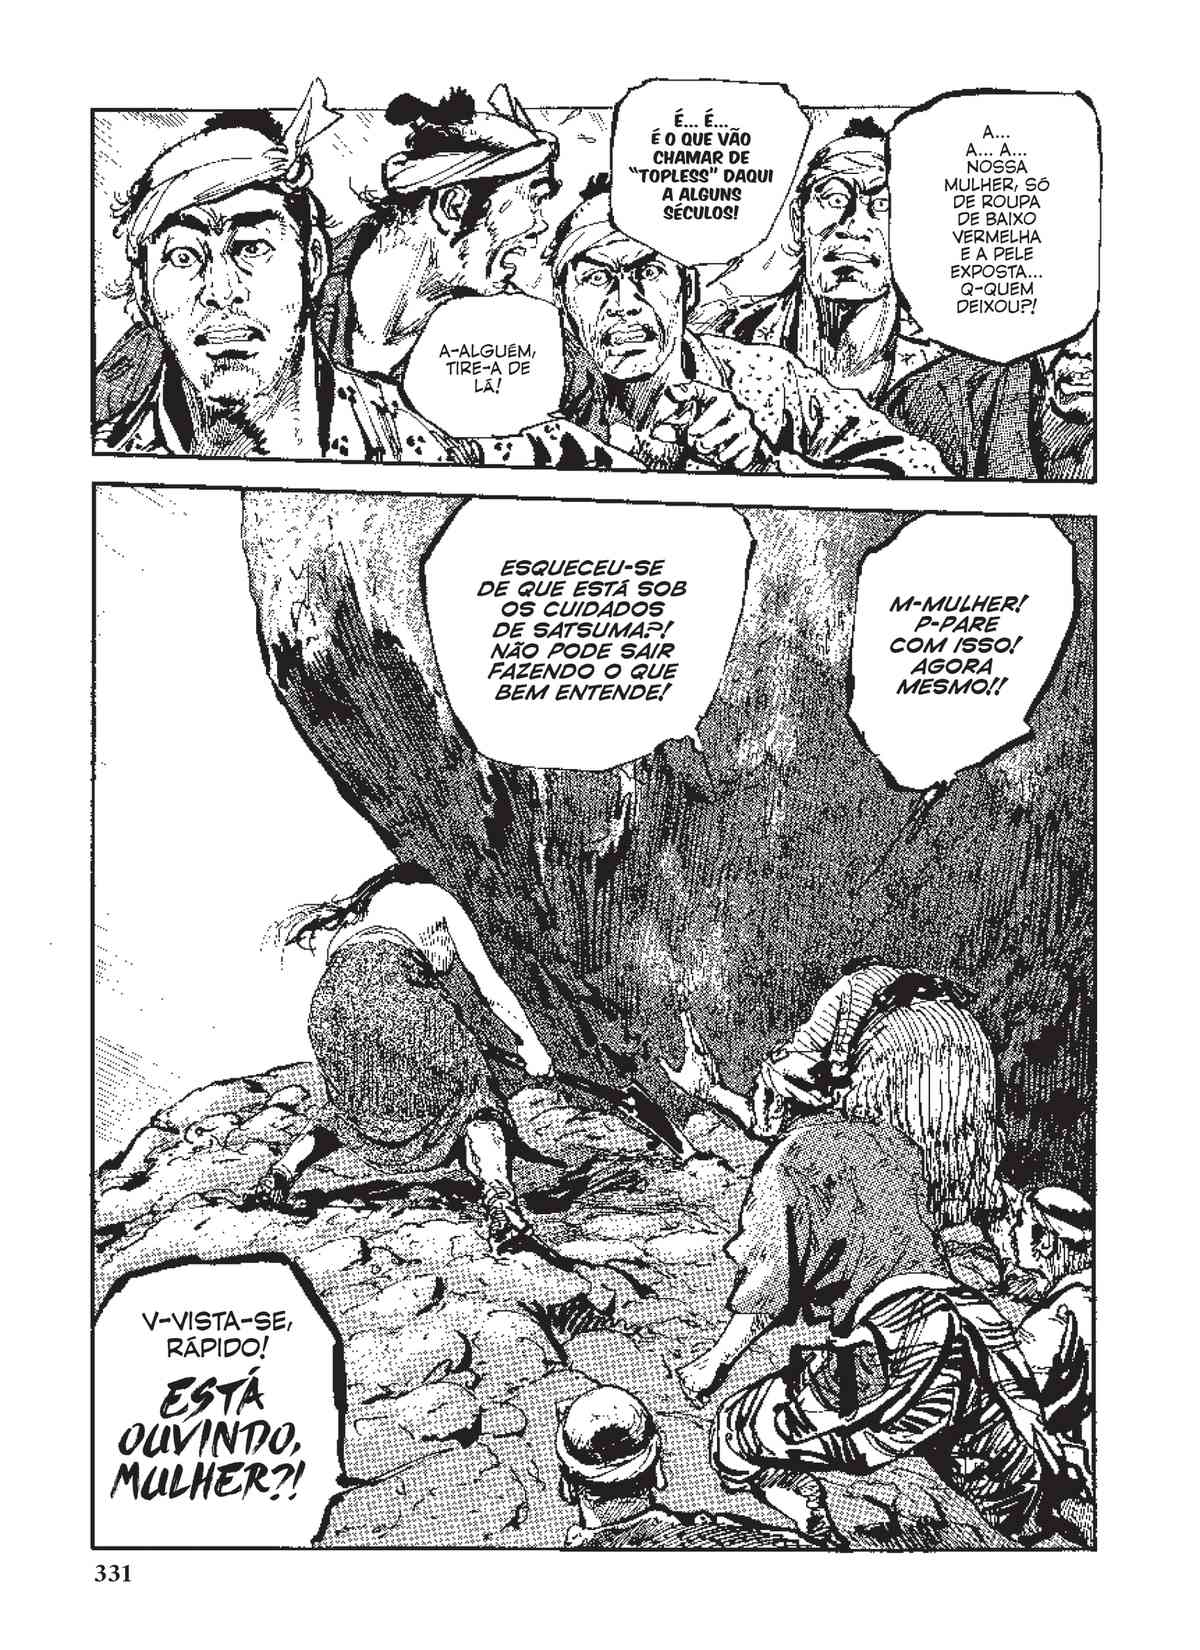 A...
A... A...
NOSSA
MULHER, SÓ
DE ROUPA
DE BAIXO
VERMELHA
E A PELE
EXPOSTA...
Q-QUEM
DEIXOU?!
É... É...
É O QUE VÃO
CHAMAR DE
"TOPLESS" DAQUI
A ALGUNS
SÉCULOS!
A-ALGUÉM,
TIRE-A DE
LÁ!
M-MULHER!
P-PARE
COM ISSO!
AGORA
MESMO!!
ESQUECEU-SE
DE QUE ESTÁ SOB
OS CUIDADOS
DE SATSUMA?!
NÃO PODE SAIR
FAZENDO O QUE
BEM ENTENDE!
V-VISTA-SE,
RÁPIDO!
ESTÁ
OUVINDO,
MULHER?!
331